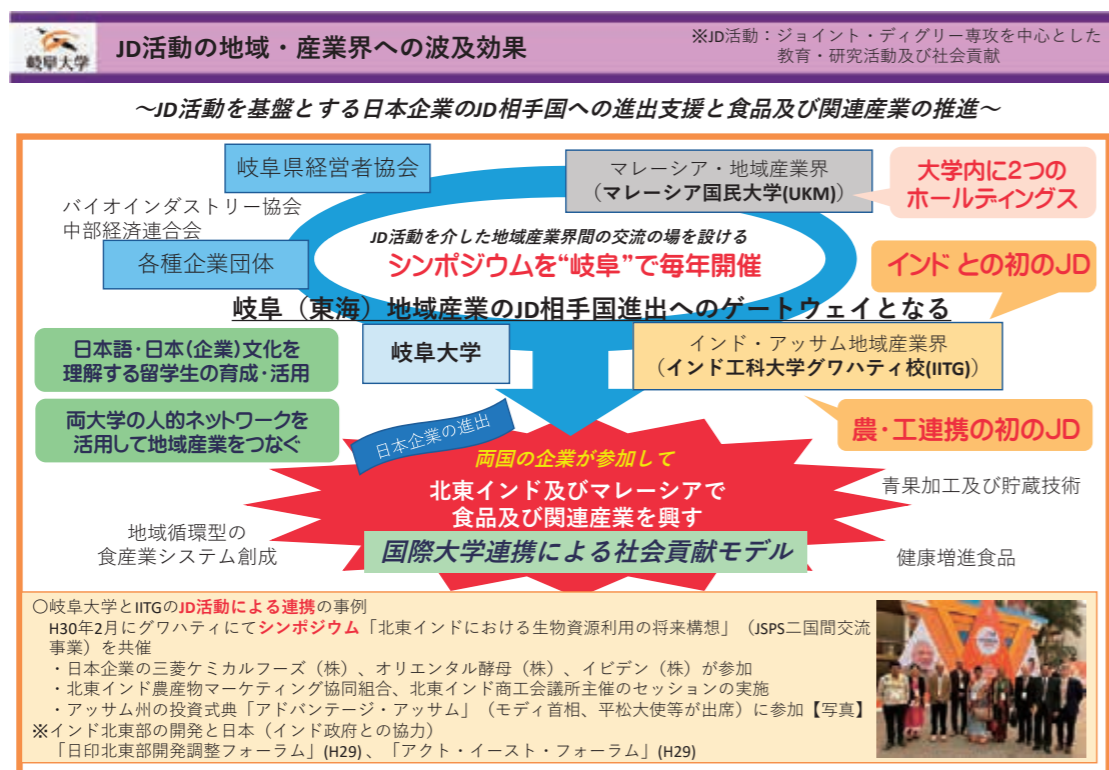 岐阜大学
JD活動の地域・産業界への波及効果
※JD活動：ジョイント・ディグリー専攻を中心とした
教育・研究活動及び社会貢献
～JD活動を基盤とする日本企業のJD相手国への進出支援と食品及び関連産業の推進～
岐阜県経営者協会
マレーシア・地域産業界
（マレーシア国民大学(UKM)）
大学内に2つの
ホールディングス
バイオインダストリー協会
中部経済連合会
各種企業団体
JD活動を介した地域産業界間の交流の場を設ける
シンポジウムを“岐阜”で毎年開催
インド との初のJD
岐阜（東海）地域産業のJD相手国進出へのゲートウェイとなる
日本語・日本(企業)文化を
理解する留学生の育成・活用
岐阜大学
インド・アッサム地域産業界
（インド工科大学グワハティ校(IITG)）
両大学の人的ネットワークを
活用して地域産業をつなぐ
日本企業の進出
農・工連携の初のJD
両国の企業が参加して
北東インド及びマレーシアで
食品及び関連産業を興す
青果加工及び貯蔵技術
地域循環型の
食産業システム創成
国際大学連携による社会貢献モデル
健康増進食品
〇岐阜大学とIITGのJD活動による連携の事例
H30年2月にグワハティにてシンポジウム「北東インドにおける生物資源利用の将来構想」（JSPS二国間交流
事業）を共催
・日本企業の三菱ケミカルフーズ（株）、オリエンタル酵母（株）、イビデン（株）が参加
・北東インド農産物マーケティング協同組合、北東インド商工会議所主催のセッションの実施
・アッサム州の投資式典「アドバンテージ・アッサム」（モディ首相、平松大使等が出席）に参加【写真】
※インド北東部の開発と日本（インド政府との協力）
「日印北東部開発調整フォーラム」(H29) 、「アクト・イースト・フォーラム」(H29)